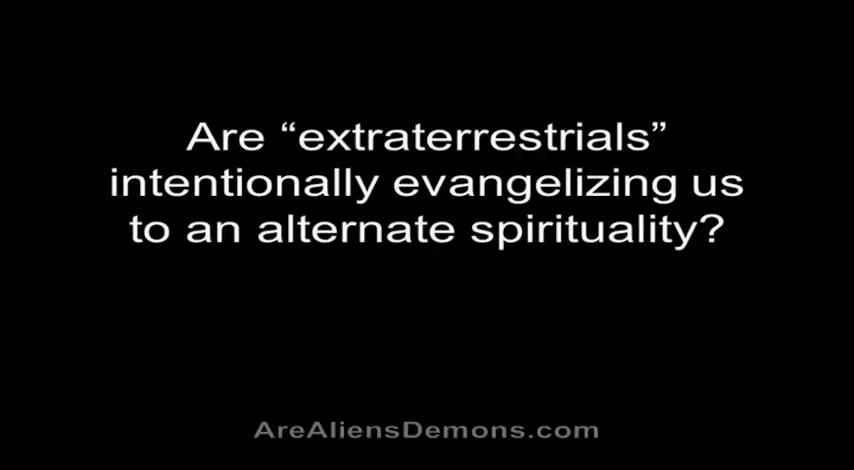 Are “extraterrestrials”
intentionally evangelizing us
to an alternate spirituality?
AreAliensDemons.com